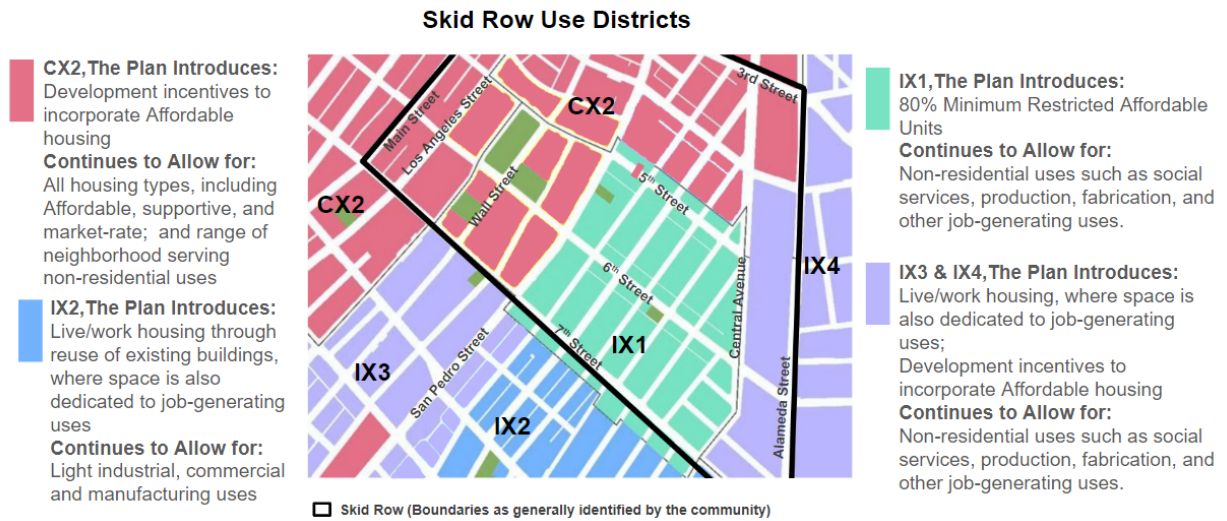 Skid Row Use Districts
CX2,The Plan Introduces:
Development incentives to
incorporate Affordable
housing
Continues to Allow for:
All housing types, including
Affordable, supportive, and
market-rate; and range of
neighborhood serving
non-residential uses
IX2,The Plan Introduces:
Live/work housing through
reuse of existing buildings,
where space is also
dedicated to job-generating
uses
Continues to Allow for:
Light industrial, commercial
and manufacturing uses
Main Street
Los Angeles Street
CX2
3rd Street
CX2
Wall Street
5th Street
6th Street
IX4
Central Avenue
7th Street
IX1
IX3
San Pedro Street
IX2
Alameda Street
Skid Row (Boundaries as generally identified by the community)
IX1,The Plan Introduces:
80% Minimum Restricted Affordable
Units
Continues to Allow for:
Non-residential uses such as social
services, production, fabrication, and
other job-generating uses.
IX3 & IX4,The Plan Introduces:
Live/work housing, where space is
also dedicated to job-generating
uses;
Development incentives to
incorporate Affordable housing
Continues to Allow for:
Non-residential uses such as social
services, production, fabrication, and
other job-generating uses.